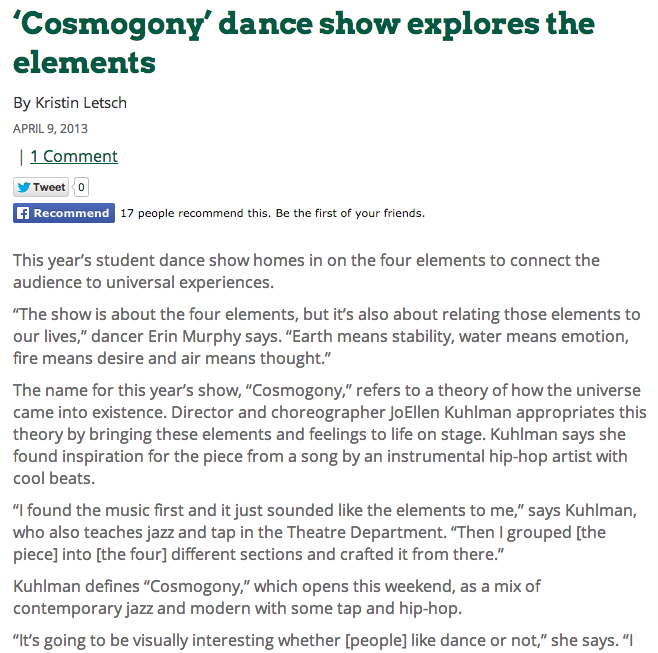 ‘Cosmogony’ dance show explores the
elements
By Kristin Letsch
APRIL 9, 2013
| 1 Comment
Tweet 0
Recommend 17 people recommend this. Be the first of your friends.
This year’s student dance show homes in on the four elements to connect the
audience to universal experiences.
“The show is about the four elements, but it’s also about relating those elements to
our lives,” dancer Erin Murphy says. “Earth means stability, water means emotion,
fire means desire and air means thought.”
The name for this year’s show, “Cosmogony,” refers to a theory of how the universe
came into existence. Director and choreographer JoEllen Kuhlman appropriates this
theory by bringing these elements and feelings to life on stage. Kuhlman says she
found inspiration for the piece from a song by an instrumental hip-hop artist with
cool beats.
“I found the music first and it just sounded like the elements to me,” says Kuhlman,
who also teaches jazz and tap in the Theatre Department. “Then I grouped [the
piece] into [the four] different sections and crafted it from there.”
Kuhlman defines “Cosmogony,” which opens this weekend, as a mix of
contemporary jazz and modern with some tap and hip-hop.
“It’s going to be visually interesting whether [people] like dance or not,” she says. “I